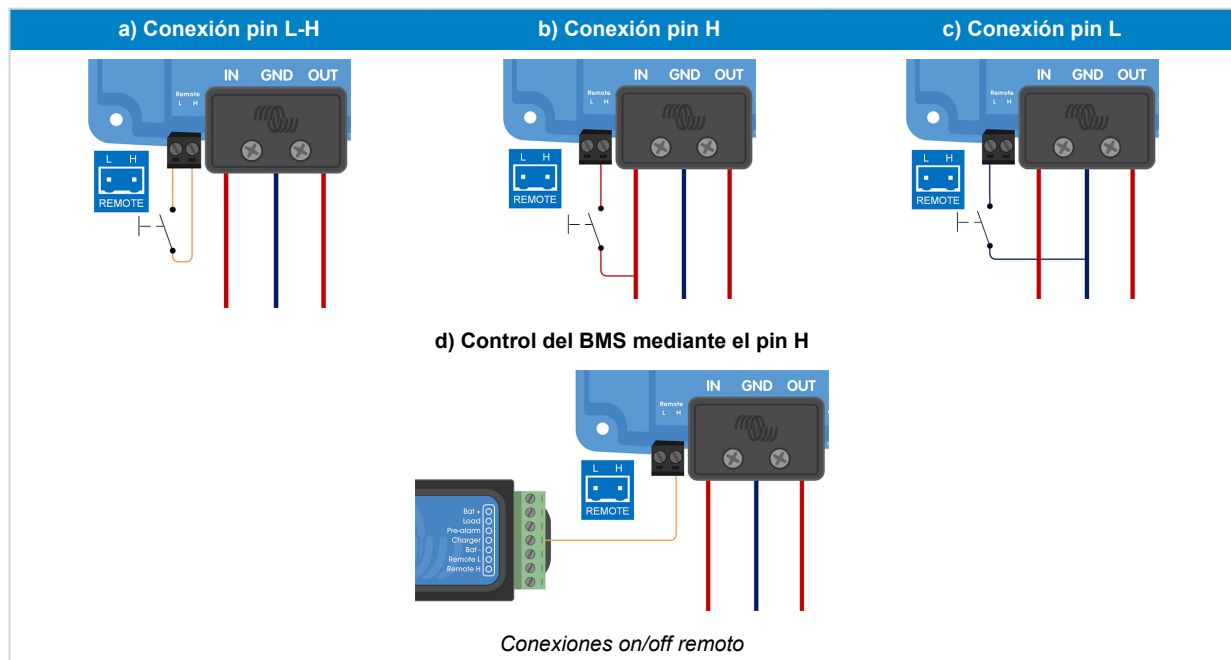 a) Conexión pin L-H
b) Conexión pin H
c) Conexión pin L
IN GND OUT
Remote
L H
L H
REMOTE
IN GND OUT
Remote
L H
L H
REMOTE
IN GND OUT
Remote
L H
L H
REMOTE
d) Control del BMS mediante el pin H
IN GND OUT
Remote
L H
L H
REMOTE
Bat +
Load
Pre-alarm
Charger
Bat -
Remote L
Remote H
Conexiones on/off remoto